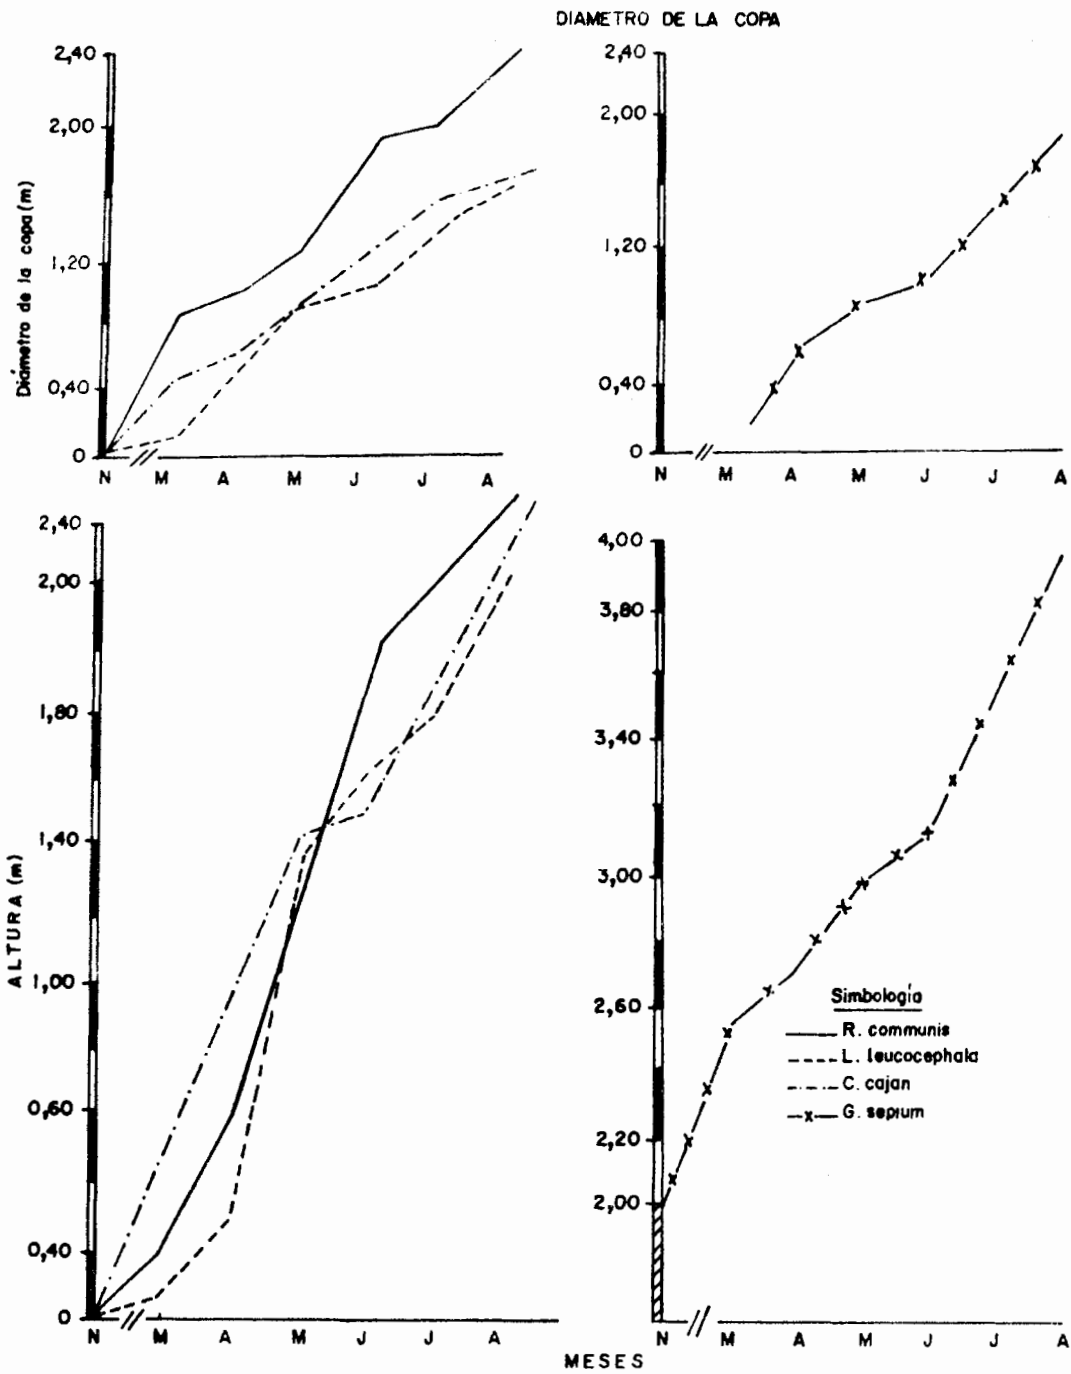 DIAMETRO DE LA COPA
Diámetro de la copa (m)
2,40
2,00
1,20
0,40
0
N M A M J J A
2,40
2,00
1,20
0,40
0
N M A M J J A
ALTURA (m)
2,40
2,00
1,80
1,40
1,00
0,60
0,40
0
N M A M J J A
4,00
3,80
3,40
3,00
2,60
2,20
2,00
N M A M J J A
Simbología
R. communis
L. leucocephala
C. cajan
G. sepium
MESES